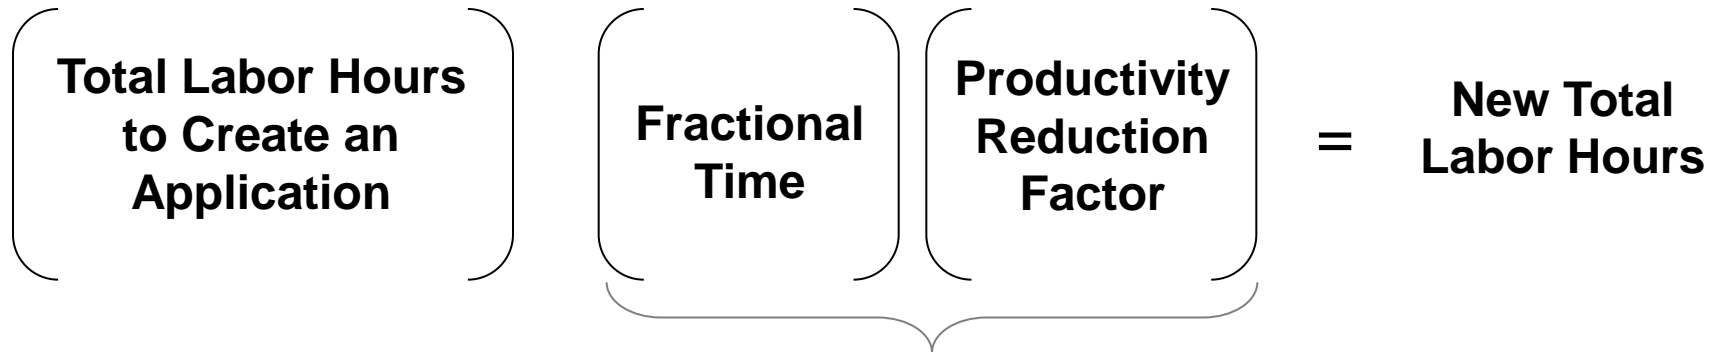 Total Labor Hours
to Create an
Application
Fractional
Time
Productivity
Reduction
Factor
=
New Total
Labor Hours